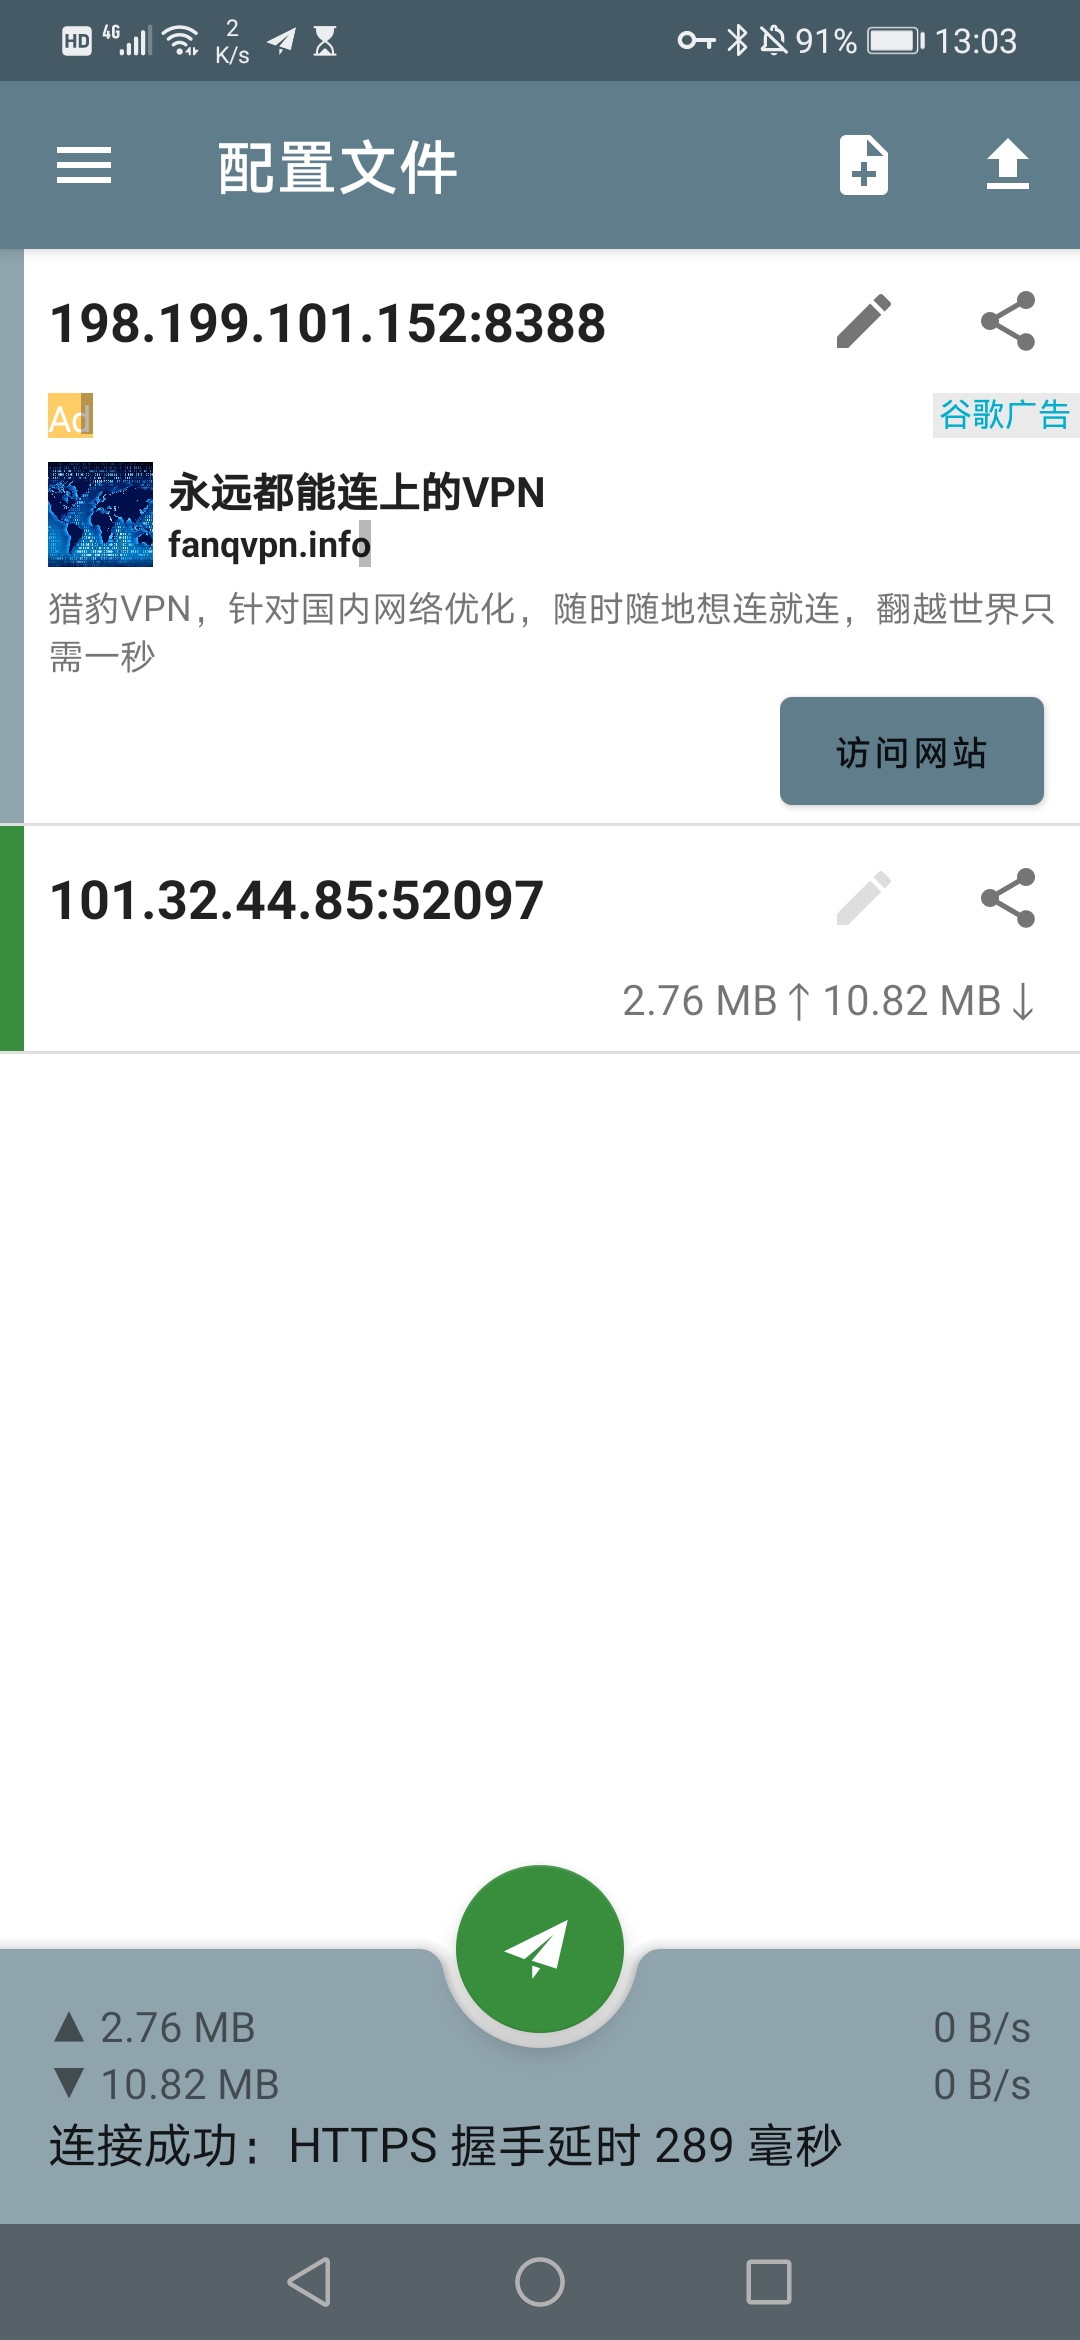 HD 4G 2 K/s 91% 13:03
配置文件
198.199.101.152:8388
Ad 谷歌广告
永远都能连上的VPN
fanqvpn.info
猎豹VPN，针对国内网络优化，随时随地想连就连，翻越世界只
需一秒
访问网站
101.32.44.85:52097
2.76 MB↑ 10.82 MB↓
▲ 2.76 MB 0 B/s
▼ 10.82 MB 0 B/s
连接成功：HTTPS 握手延时 289 毫秒